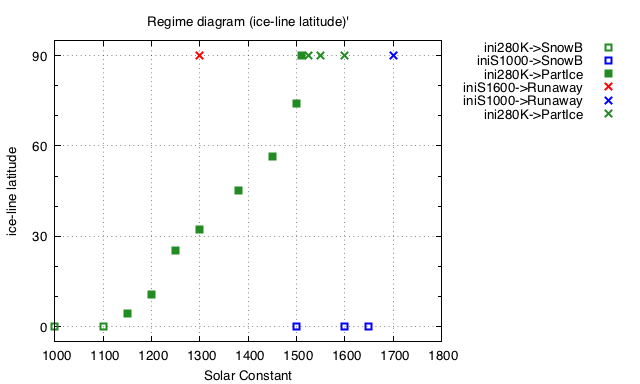 Regime diagram (ice-line latitude)'
ini280K->SnowB
iniS1000->SnowB
ini280K->PartIce
iniS1600->Runaway
iniS1000->Runaway
ini280K->PartIce
ice-line latitude
90
60
30
0
1000 1100 1200 1300 1400 1500 1600 1700 1800
Solar Constant